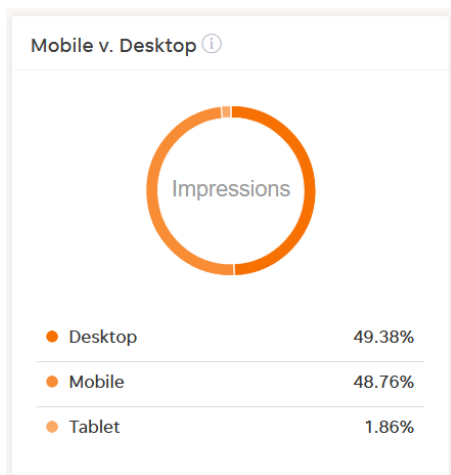 Mobile v. Desktop
Impressions
Desktop 49.38%
Mobile 48.76%
Tablet 1.86%